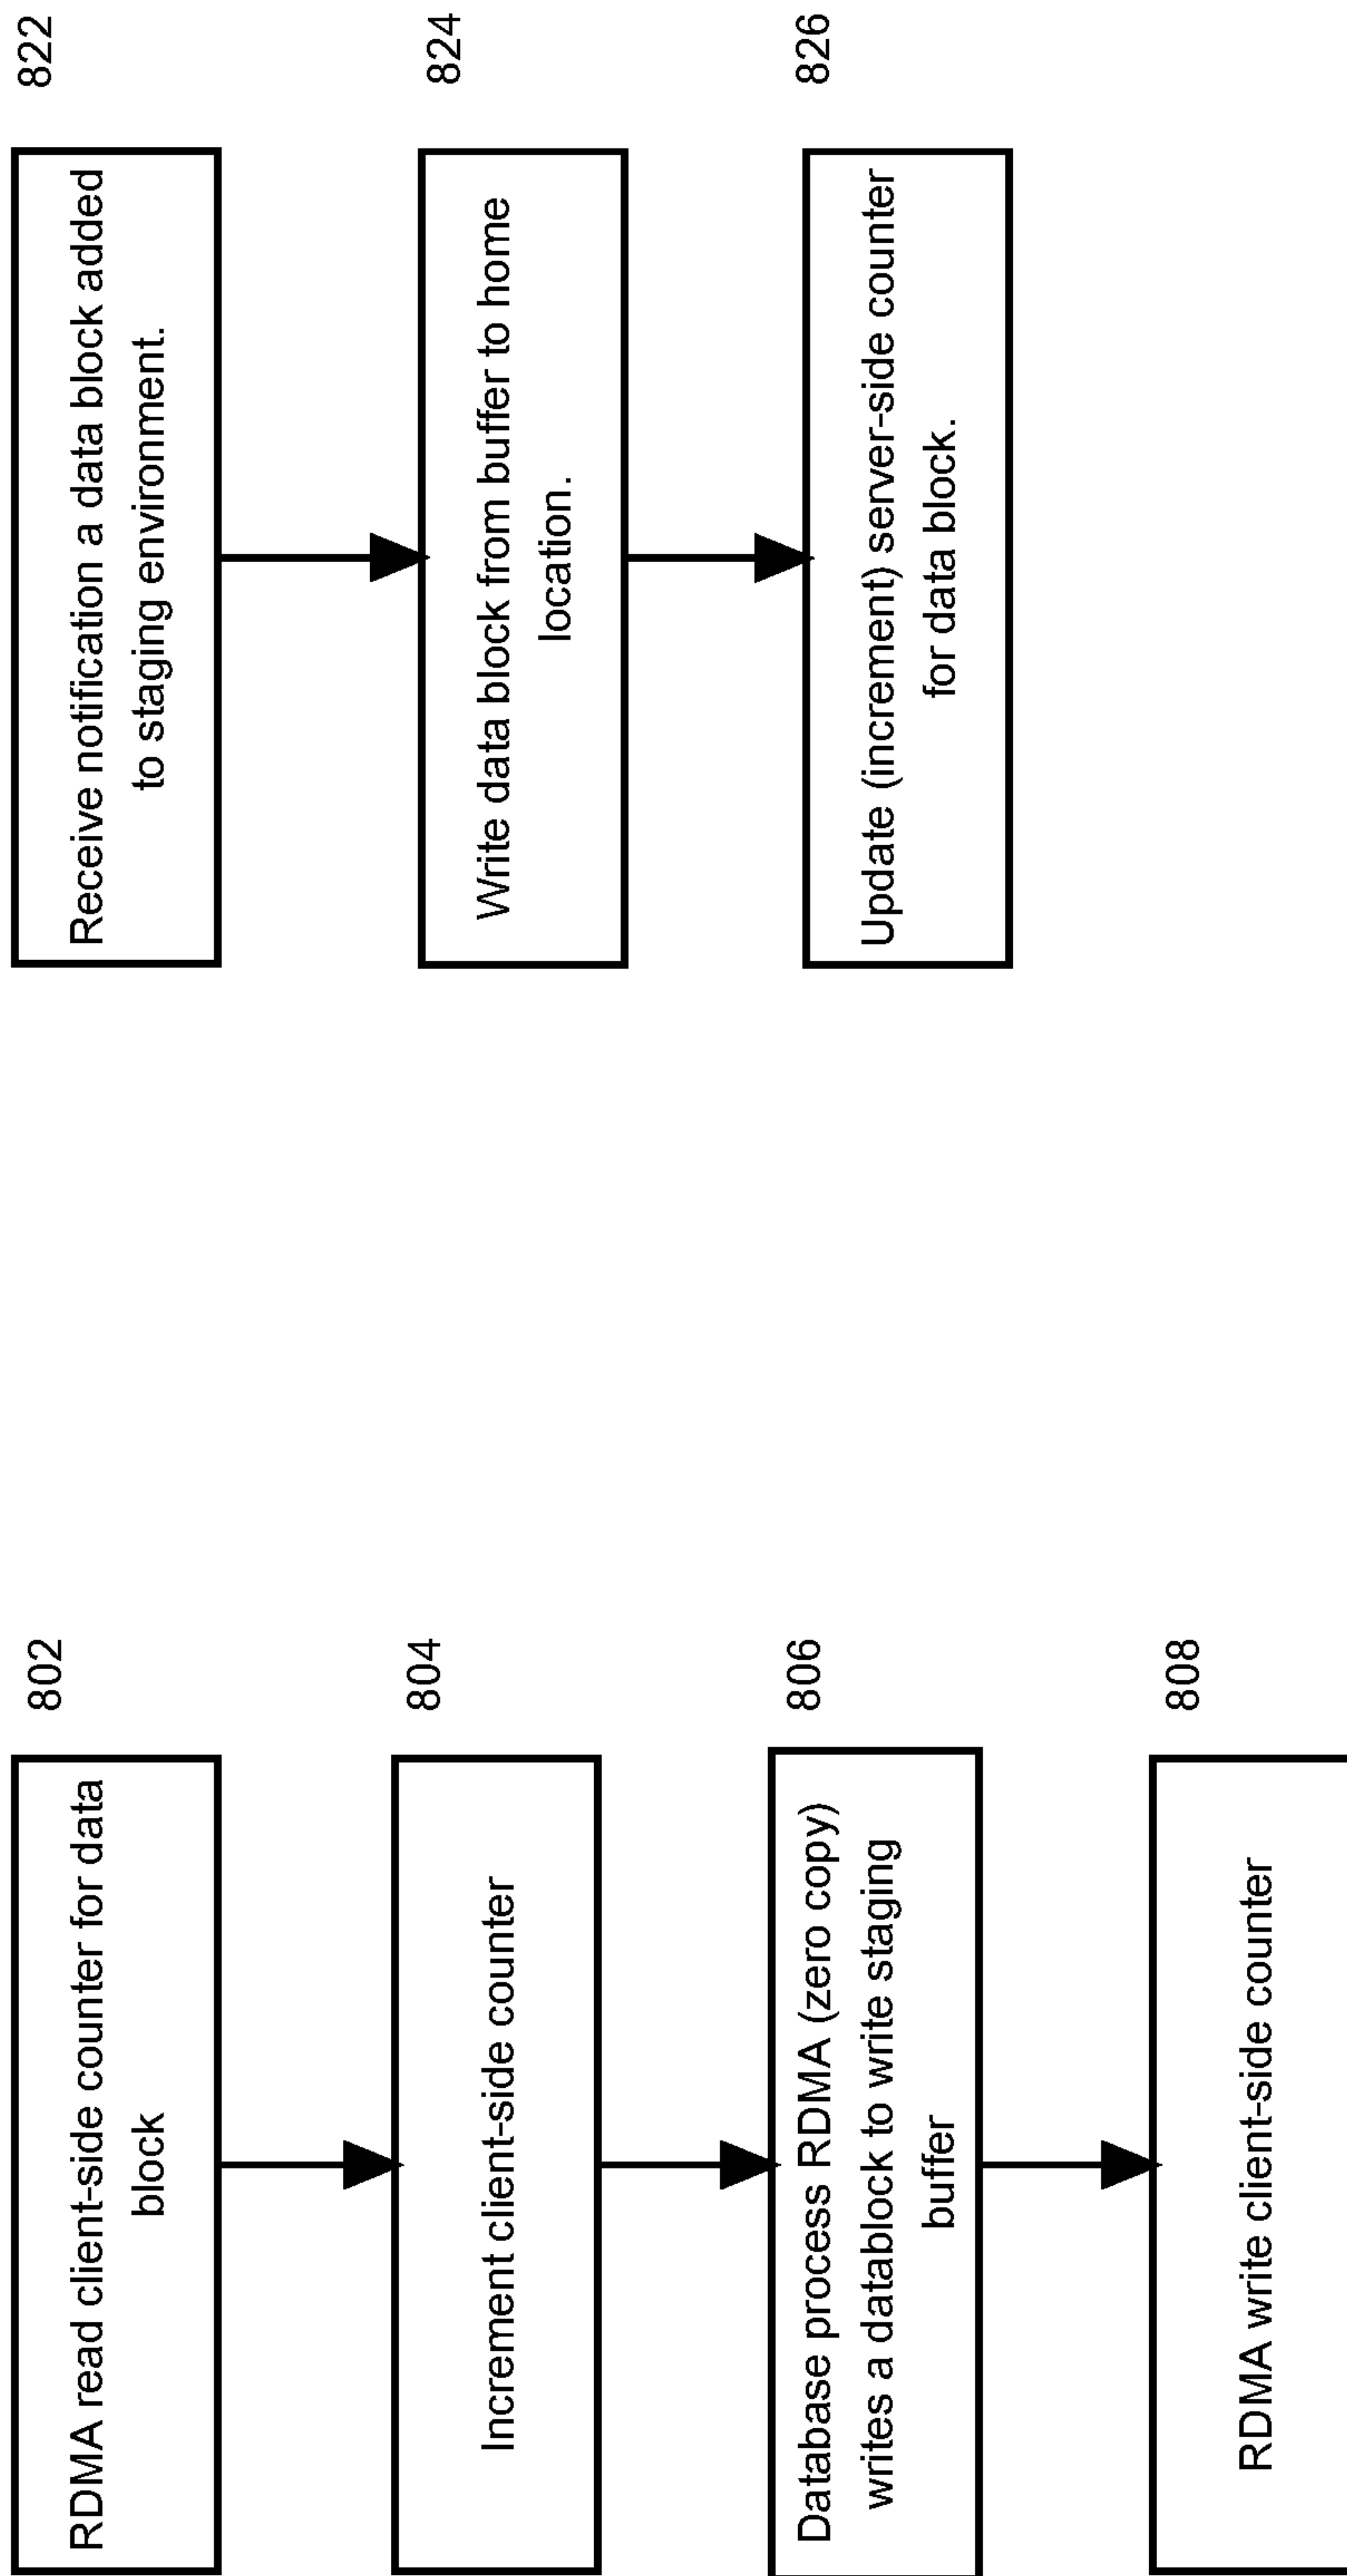 RDMA read client-side counter for data
block
802
Increment client-side counter
804
Database process RDMA (zero copy)
writes a datablock to write staging
buffer
806
RDMA write client-side counter
808
Receive notification a data block added
to staging environment.
822
Write data block from buffer to home
location.
824
Update (increment) server-side counter
for data block.
826